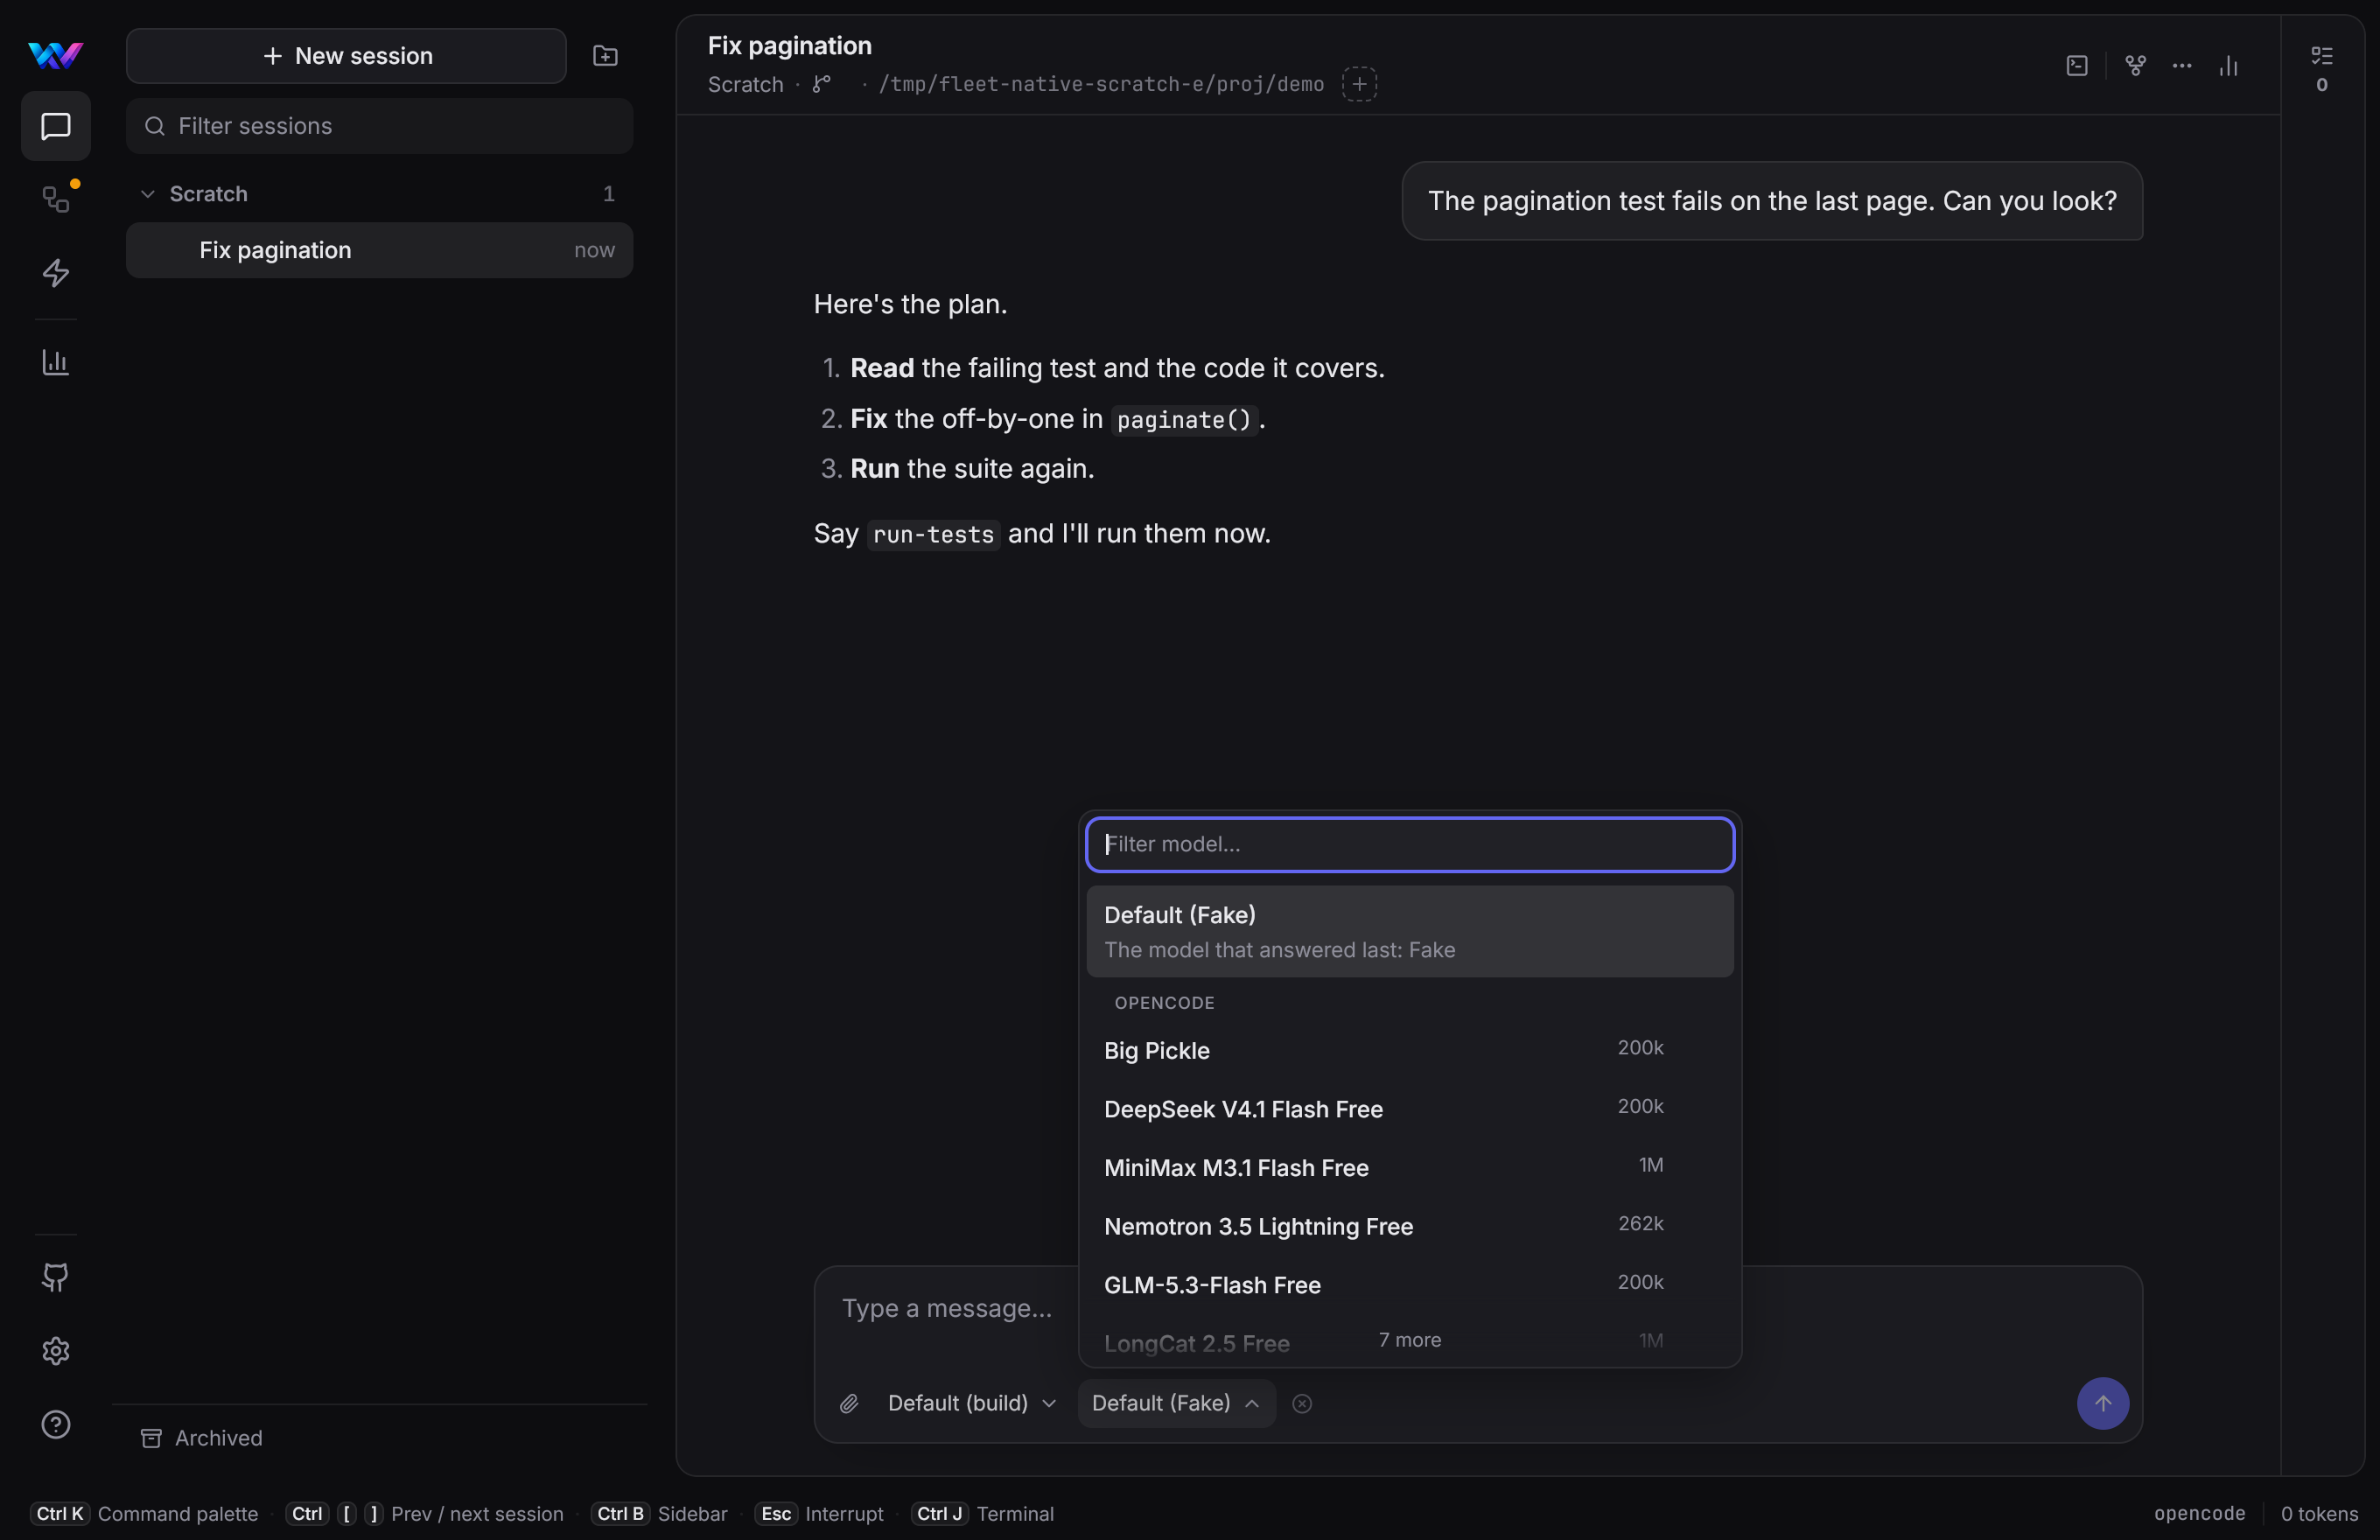 New session
Filter sessions
Scratch 1
Fix pagination now
Archived
Fix pagination
Scratch · · /tmp/fleet-native-scratch-e/proj/demo
0
The pagination test fails on the last page. Can you look?
Here's the plan.
1. Read the failing test and the code it covers.
2. Fix the off-by-one in paginate().
3. Run the suite again.
Say run-tests and I'll run them now.
Filter model...
Default (Fake)
The model that answered last: Fake
OPENCODE
Big Pickle 200k
DeepSeek V4.1 Flash Free 200k
MiniMax M3.1 Flash Free 1M
Nemotron 3.5 Lightning Free 262k
GLM-5.3-Flash Free 200k
LongCat 2.5 Free 7 more 1M
Type a message...
Default (build) Default (Fake)
Ctrl K Command palette · Ctrl [ ] Prev / next session · Ctrl B Sidebar · Esc Interrupt · Ctrl J Terminal opencode 0 tokens